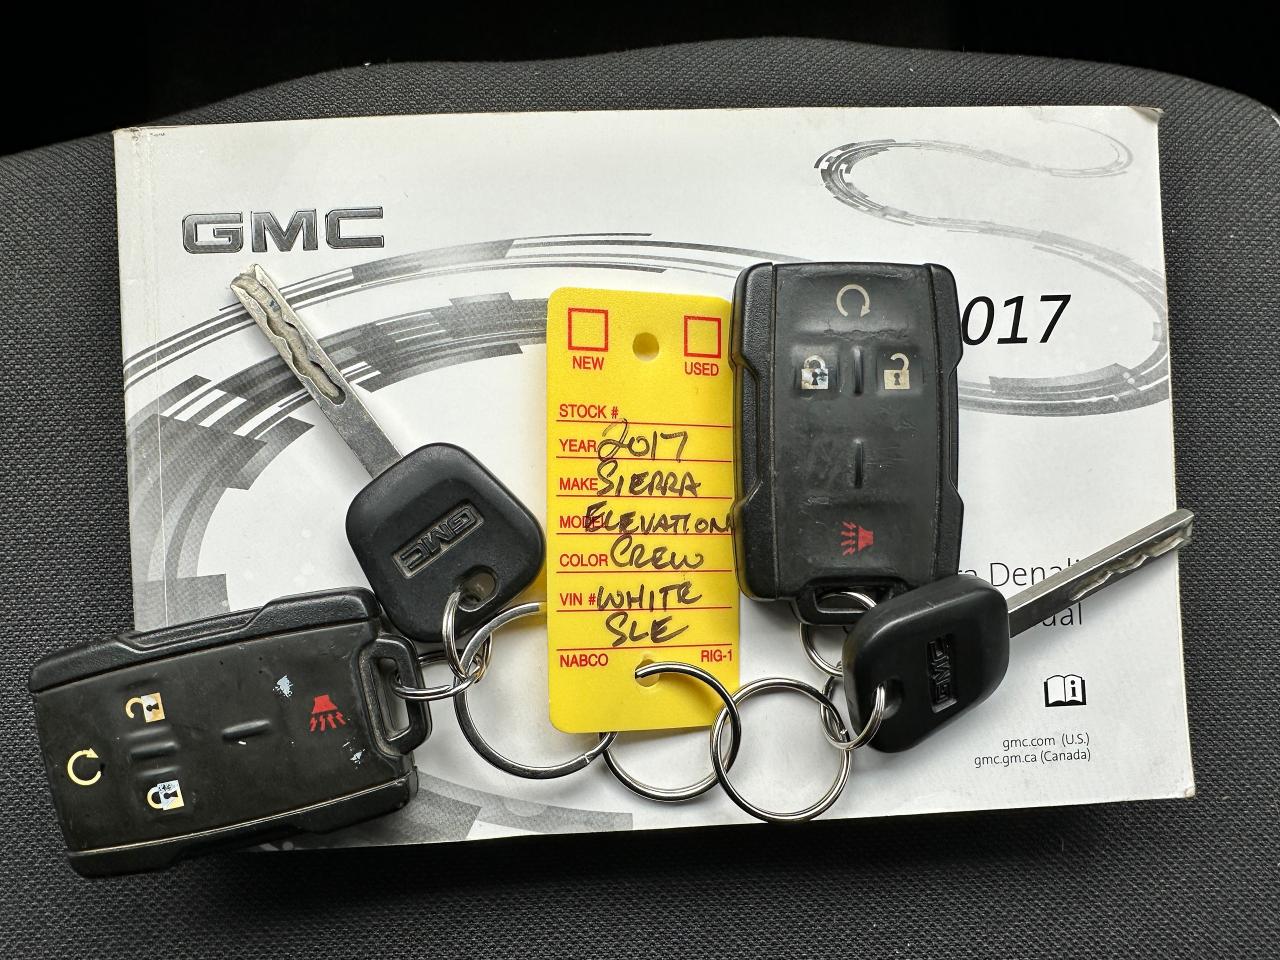 GMC
017
NEW
USED
STOCK #
YEAR 2017
MAKE SIERRA
MODEL ELEVATION
COLOR CREW
VIN # WHITE
SLE
NABCO RIG-1
GMC
GMC
Denali
gmc.com (U.S.)
gmc.gm.ca (Canada)